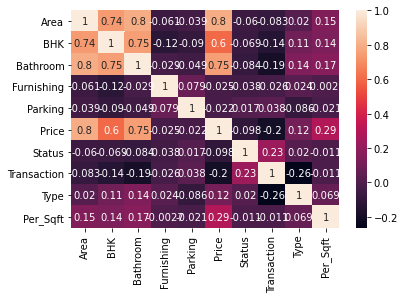 Area 1 0.74 0.8 -0.061 -0.039 0.8 -0.06 -0.083 0.02 0.15
BHK 0.74 1 0.75 -0.12 -0.09 0.6 -0.069 -0.14 0.11 0.14
Bathroom 0.8 0.75 1 -0.029 -0.049 0.75 -0.084 -0.19 0.14 0.17
Furnishing -0.061 -0.12 -0.029 1 0.079 -0.025 -0.038 -0.026 0.024 -0.002
Parking -0.039 -0.09 -0.049 0.079 1 -0.022 0.017 0.038 -0.086 -0.021
Price 0.8 0.6 0.75 -0.025 -0.022 1 -0.098 -0.2 0.12 0.29
Status -0.06 -0.069 -0.084 -0.038 0.017 -0.098 1 0.23 0.02 -0.011
Transaction -0.083 -0.14 -0.19 -0.026 0.038 -0.2 0.23 1 -0.26 -0.011
Type 0.02 0.11 0.14 0.024 -0.086 0.12 0.02 -0.26 1 0.069
Per_Sqft 0.15 0.14 0.17 -0.0027 -0.021 0.29 -0.011 -0.011 0.069 1
Area BHK Bathroom Furnishing Parking Price Status Transaction Type Per_Sqft
1.0
0.8
0.6
0.4
0.2
0.0
−0.2